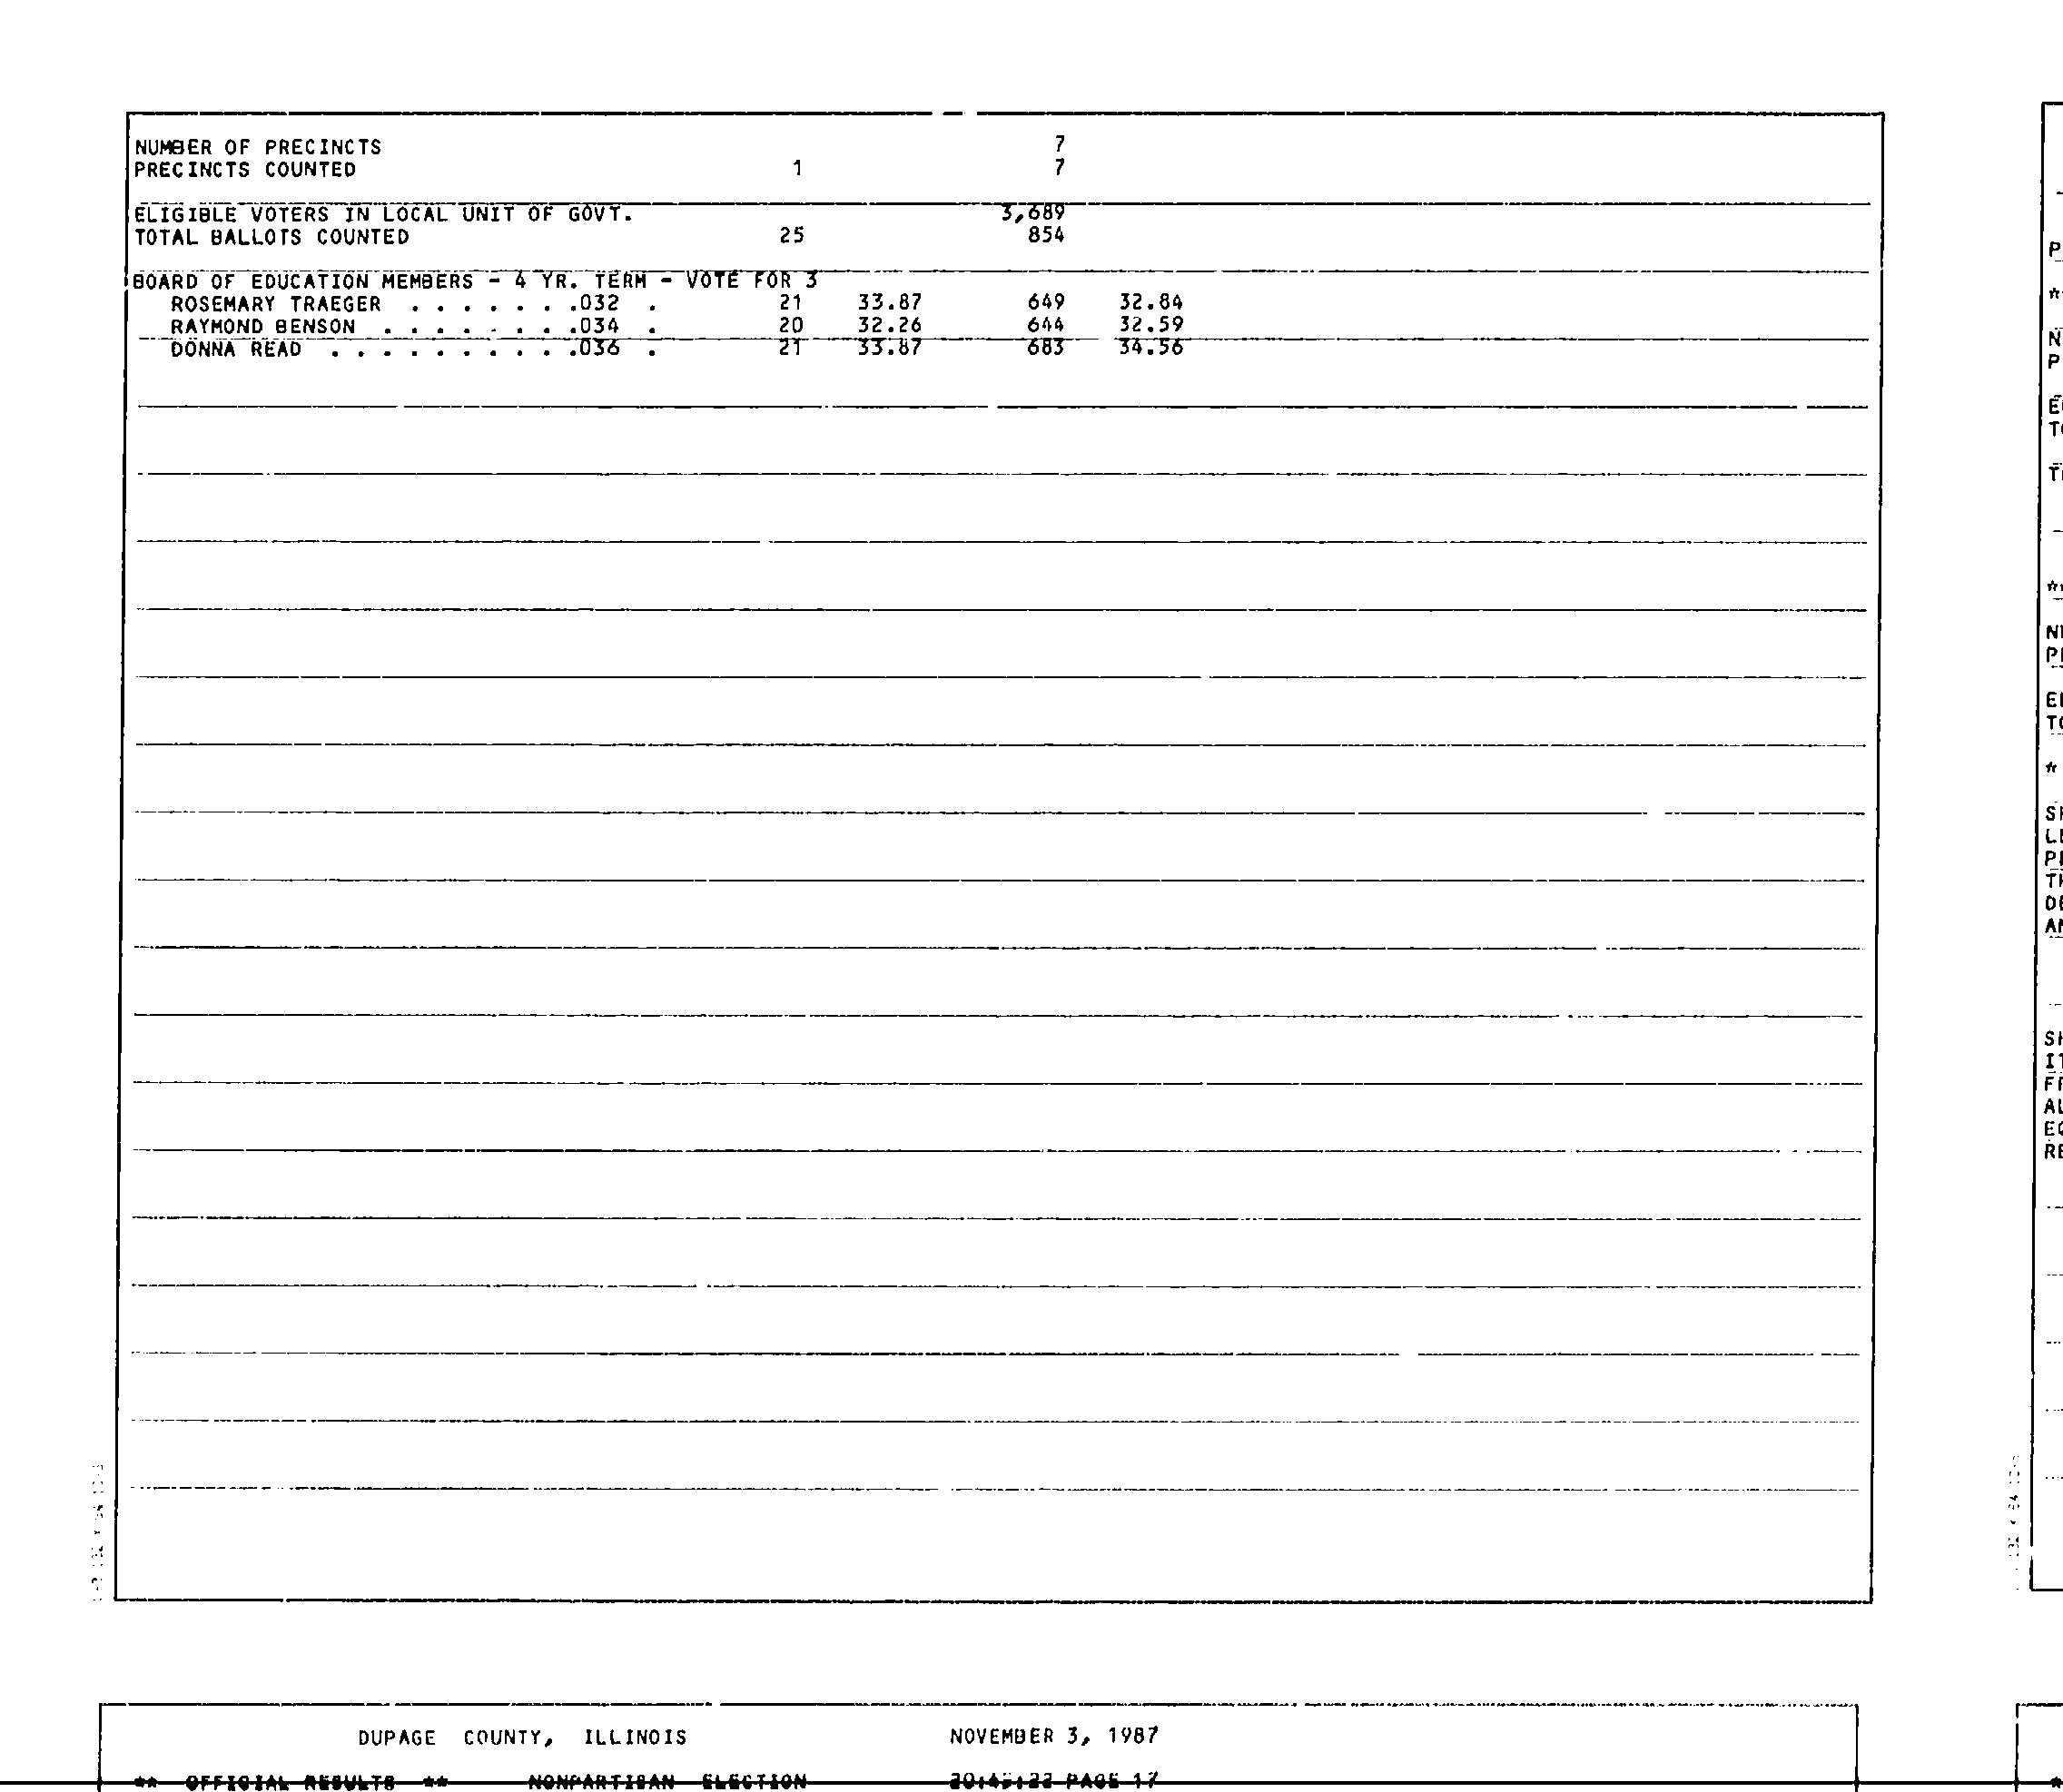 NUMBER OF PRECINCTS 7
PRECINCTS COUNTED 1 7
ELIGIBLE VOTERS IN LOCAL UNIT OF GOVT. 3,689
TOTAL BALLOTS COUNTED 25 854
BOARD OF EDUCATION MEMBERS - 4 YR. TERM - VOTE FOR 3
ROSEMARY TRAEGER . . . . . . .032 . 21 33.87 649 32.84
RAYMOND BENSON . . . . . . . .034 . 20 32.26 644 32.59
DONNA READ . . . . . . . . . .036 . 21 33.87 683 34.56
DUPAGE COUNTY, ILLINOIS NOVEMBER 3, 1987
** OFFICIAL RESULTS ** NONPARTISAN ELECTION 20:45:22 PAGE 17